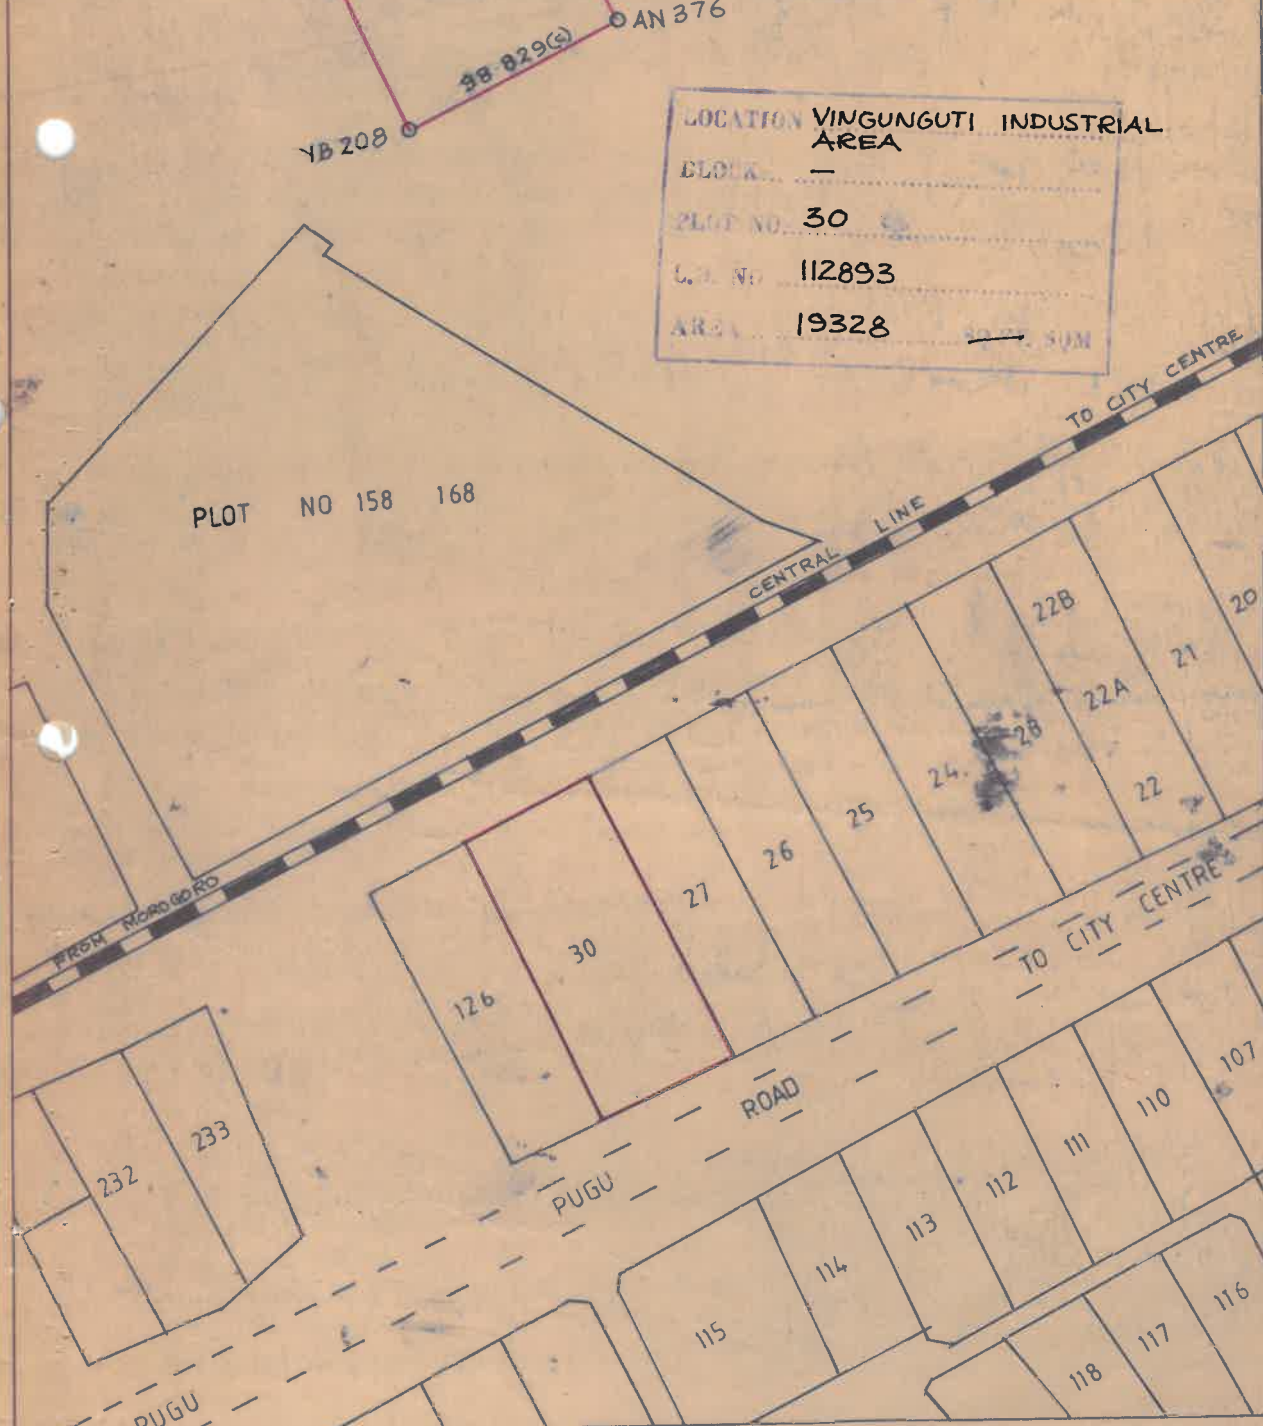 AN 376
98·829(c)
YB 208
LOCATION VINGUNGUTI INDUSTRIAL
AREA
BLOCK —
PLOT NO. 30
L.O. NO 112893
AREA 19328 SQ FT. SQM
TO CITY CENTRE
CENTRAL LINE
FROM MOROGORO
PLOT NO 158 168
20
21
22B
22A
22
28
24.
25
26
27
30
126
TO CITY CENTRE
PUGU ROAD
233
232
107
110
111
112
113
114
115
116
117
118
PUGU